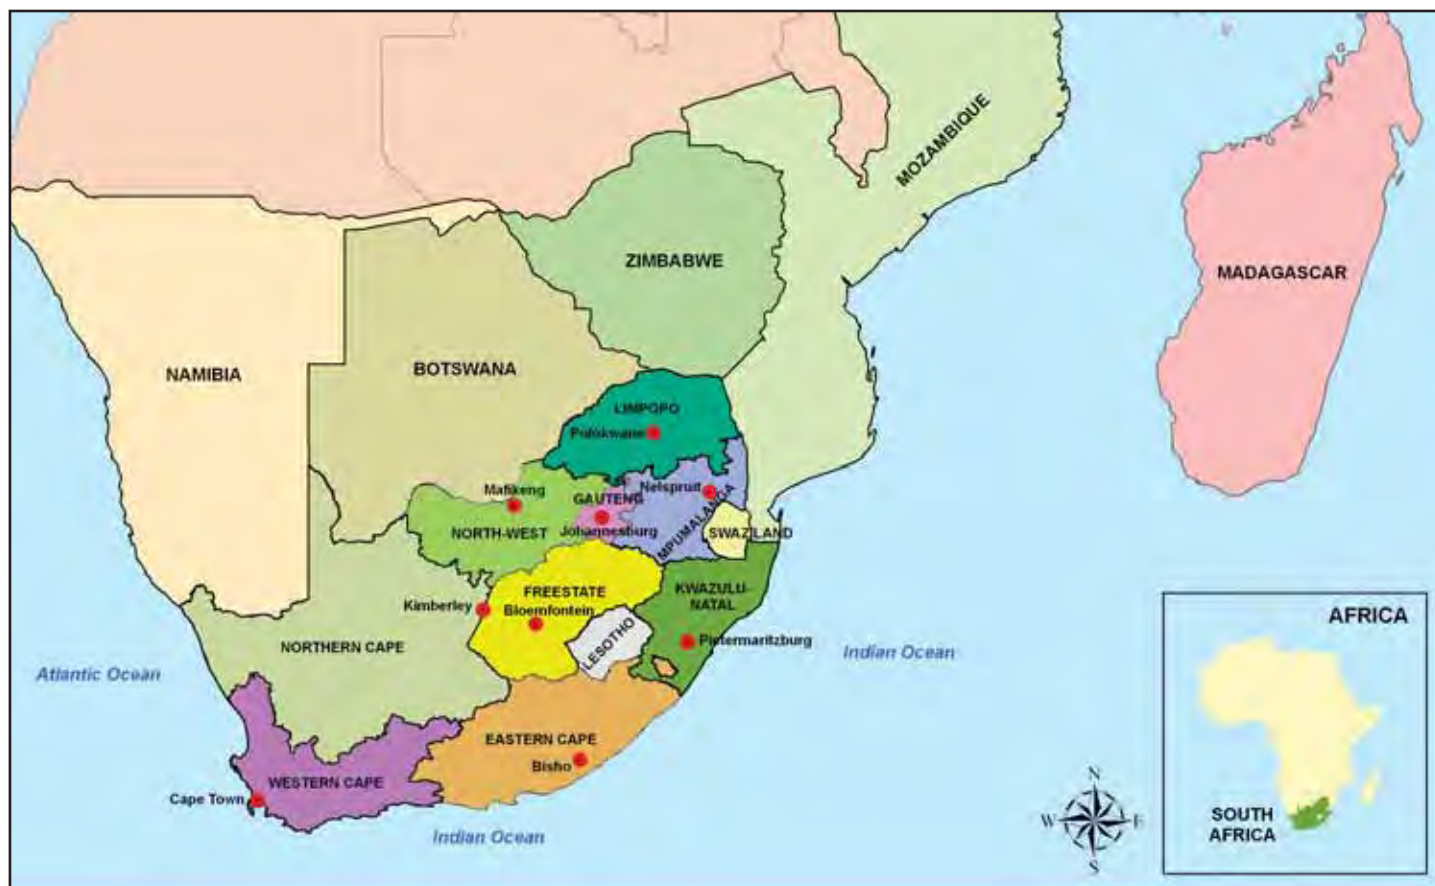 MOZAMBIQUE
ZIMBABWE
MADAGASCAR
NAMIBIA
BOTSWANA
LIMPOPO
Polokwane
Mafikeng
Nelspruit
GAUTENG
NORTH-WEST
Johannesburg
MPUMALANGA
SWAZILAND
FREESTATE
KWAZULU-
NATAL
Kimberley
Bloemfontein
LESOTHO
Pietermaritzburg
NORTHERN CAPE
Atlantic Ocean
Indian Ocean
EASTERN CAPE
Bisho
WESTERN CAPE
Cape Town
Indian Ocean
N
W
E
S
AFRICA
SOUTH
AFRICA